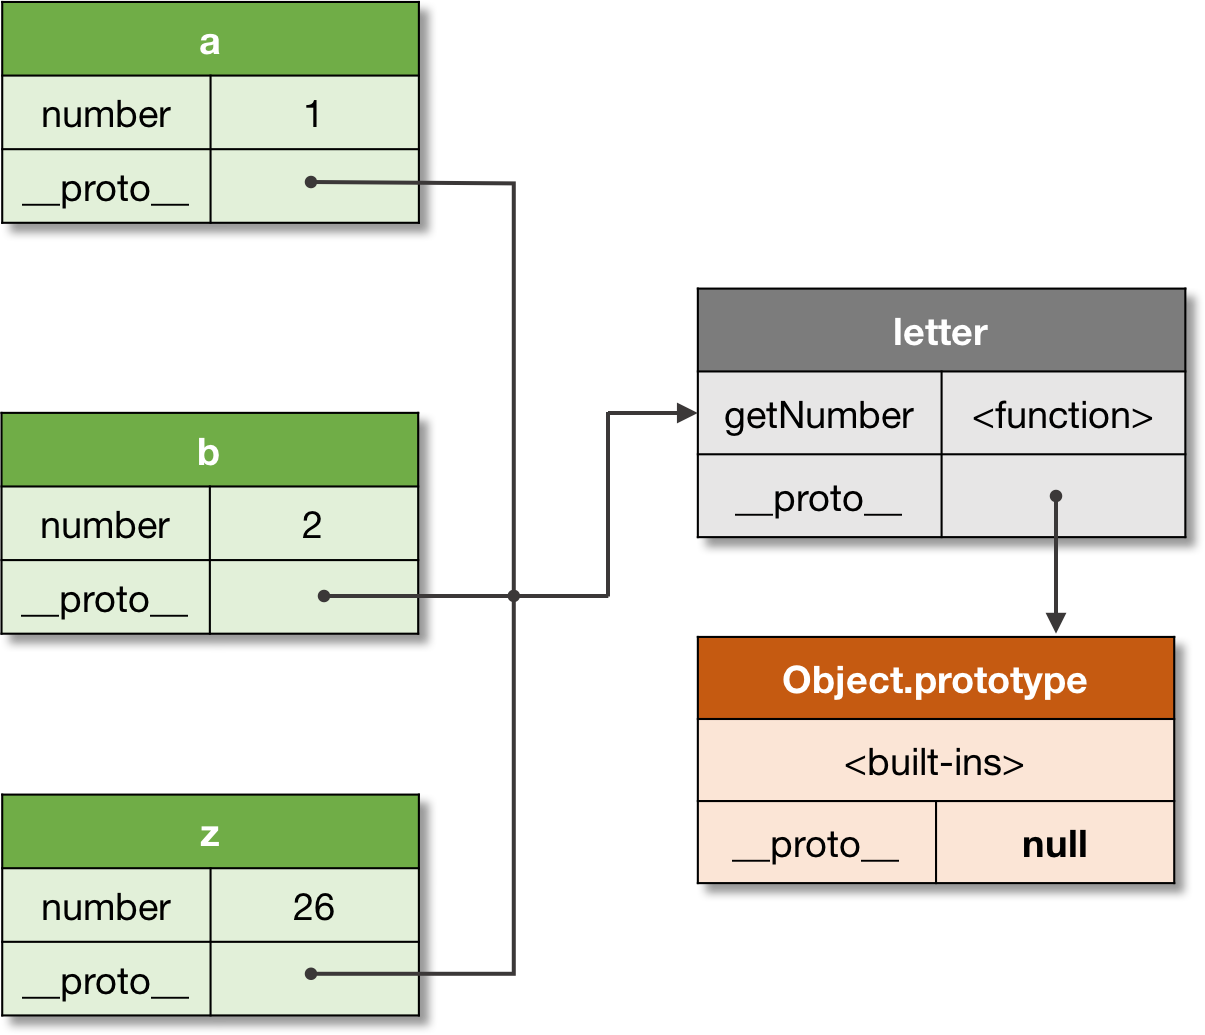 a
number 1
__proto__
b
number 2
__proto__
z
number 26
__proto__
letter
getNumber <function>
__proto__
Object.prototype
<built-ins>
__proto__ null